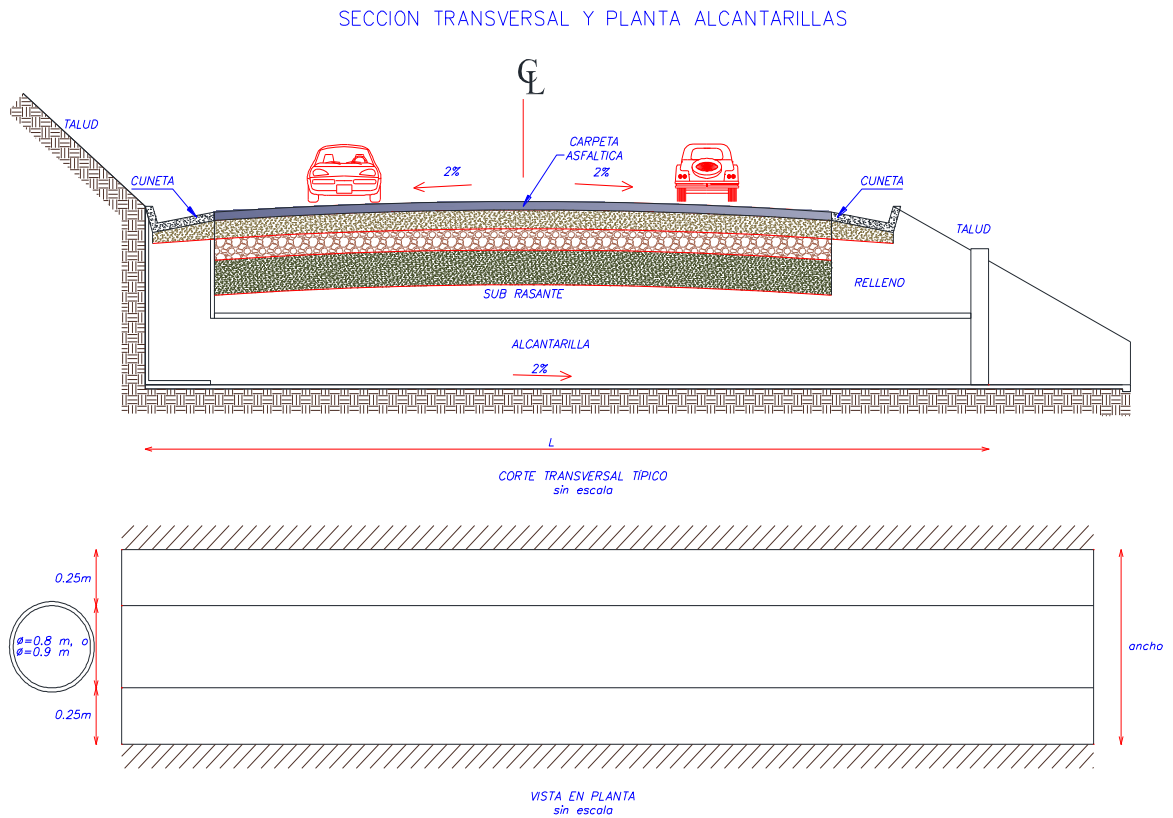 SECCION TRANSVERSAL Y PLANTA ALCANTARILLAS
CL
TALUD
CARPETA
ASFALTICA
2%
2%
CUNETA
CUNETA
TALUD
RELLENO
SUB RASANTE
ALCANTARILLA
2%
L
CORTE TRANSVERSAL TÍPICO
sin escala
0.25m
ø=0.8 m, o
ø=0.9 m
ancho
0.25m
VISTA EN PLANTA
sin escala